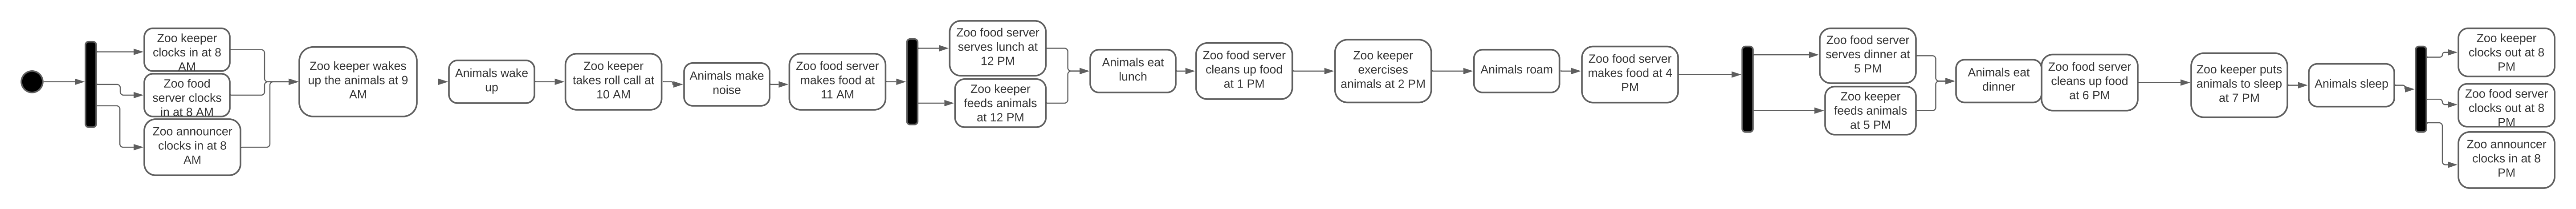 Zoo keeper
clocks in at 8
AM
Zoo food
server clocks
in at 8 AM
Zoo announcer
clocks in at 8
AM
Zoo keeper wakes
up the animals at 9
AM
Animals wake
up
Zoo keeper
takes roll call at
10 AM
Animals make
noise
Zoo food server
makes food at
11 AM
Zoo food server
serves lunch at
12 PM
Zoo keeper
feeds animals
at 12 PM
Animals eat
lunch
Zoo food server
cleans up food
at 1 PM
Zoo keeper
exercises
animals at 2 PM
Animals roam
Zoo food server
makes food at 4
PM
Zoo food server
serves dinner at
5 PM
Zoo keeper
feeds animals
at 5 PM
Animals eat
dinner
Zoo food server
cleans up food
at 6 PM
Zoo keeper puts
animals to sleep
at 7 PM
Animals sleep
Zoo keeper
clocks out at 8
PM
Zoo food server
clocks out at 8
PM
Zoo announcer
clocks in at 8
PM